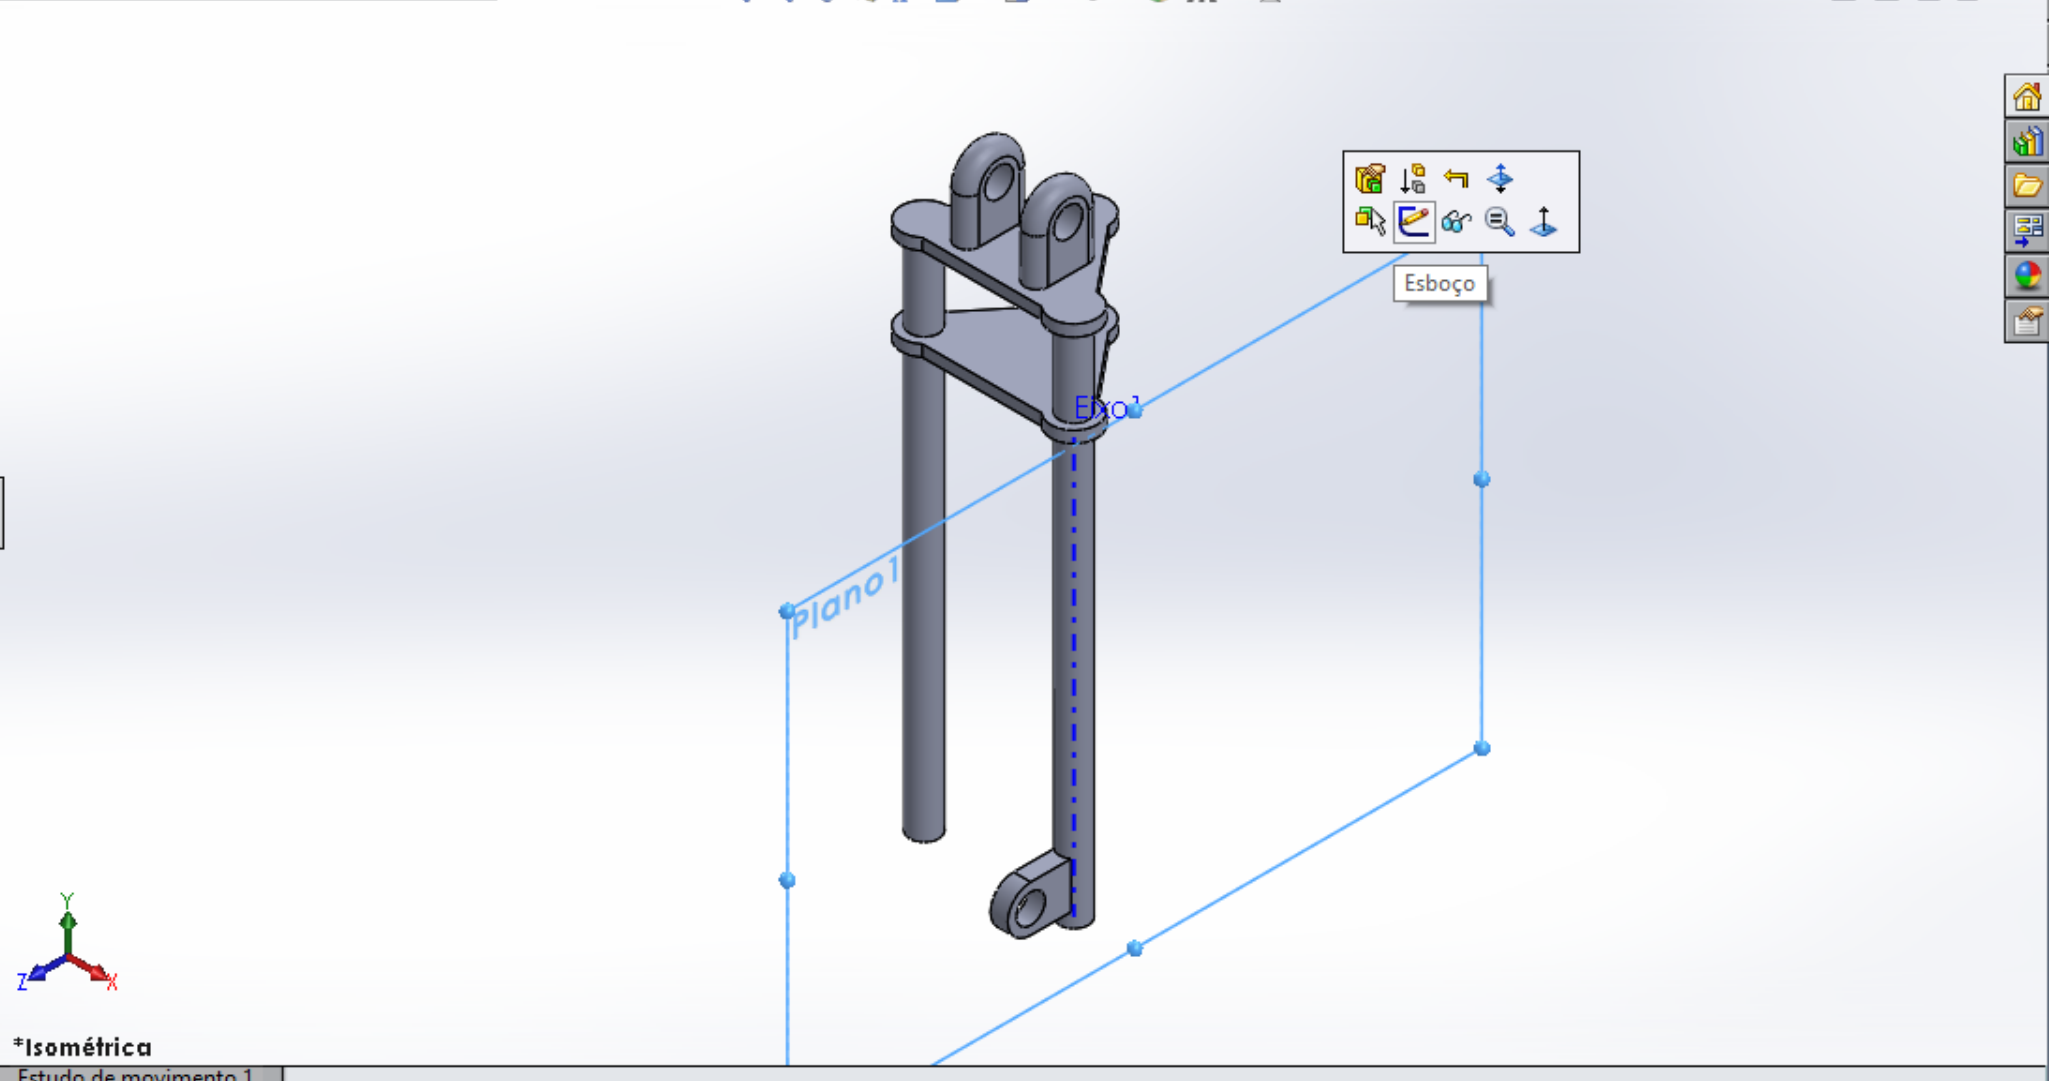 Esboço
Eixo1
Plano1
Y
Z
X
*Isométrica
Estudo de movimento 1